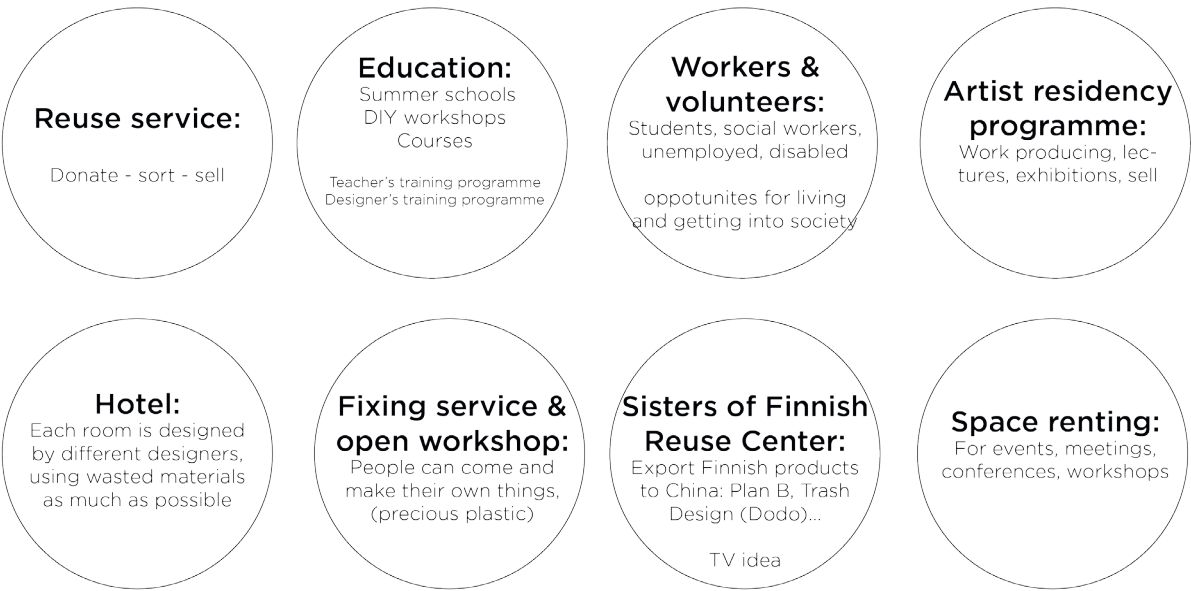 Reuse service:
Donate - sort - sell
Education:
Summer schools
DIY workshops
Courses
Teacher's training programme
Designer's training programme
Workers &
volunteers:
Students, social workers,
unemployed, disabled
oppotunites for living
and getting into society
Artist residency
programme:
Work producing, lec-
tures, exhibitions, sell
Hotel:
Each room is designed
by different designers,
using wasted materials
as much as possible
Fixing service &
open workshop:
People can come and
make their own things,
(precious plastic)
Sisters of Finnish
Reuse Center:
Export Finnish products
to China: Plan B, Trash
Design (Dodo)...
TV idea
Space renting:
For events, meetings,
conferences, workshops